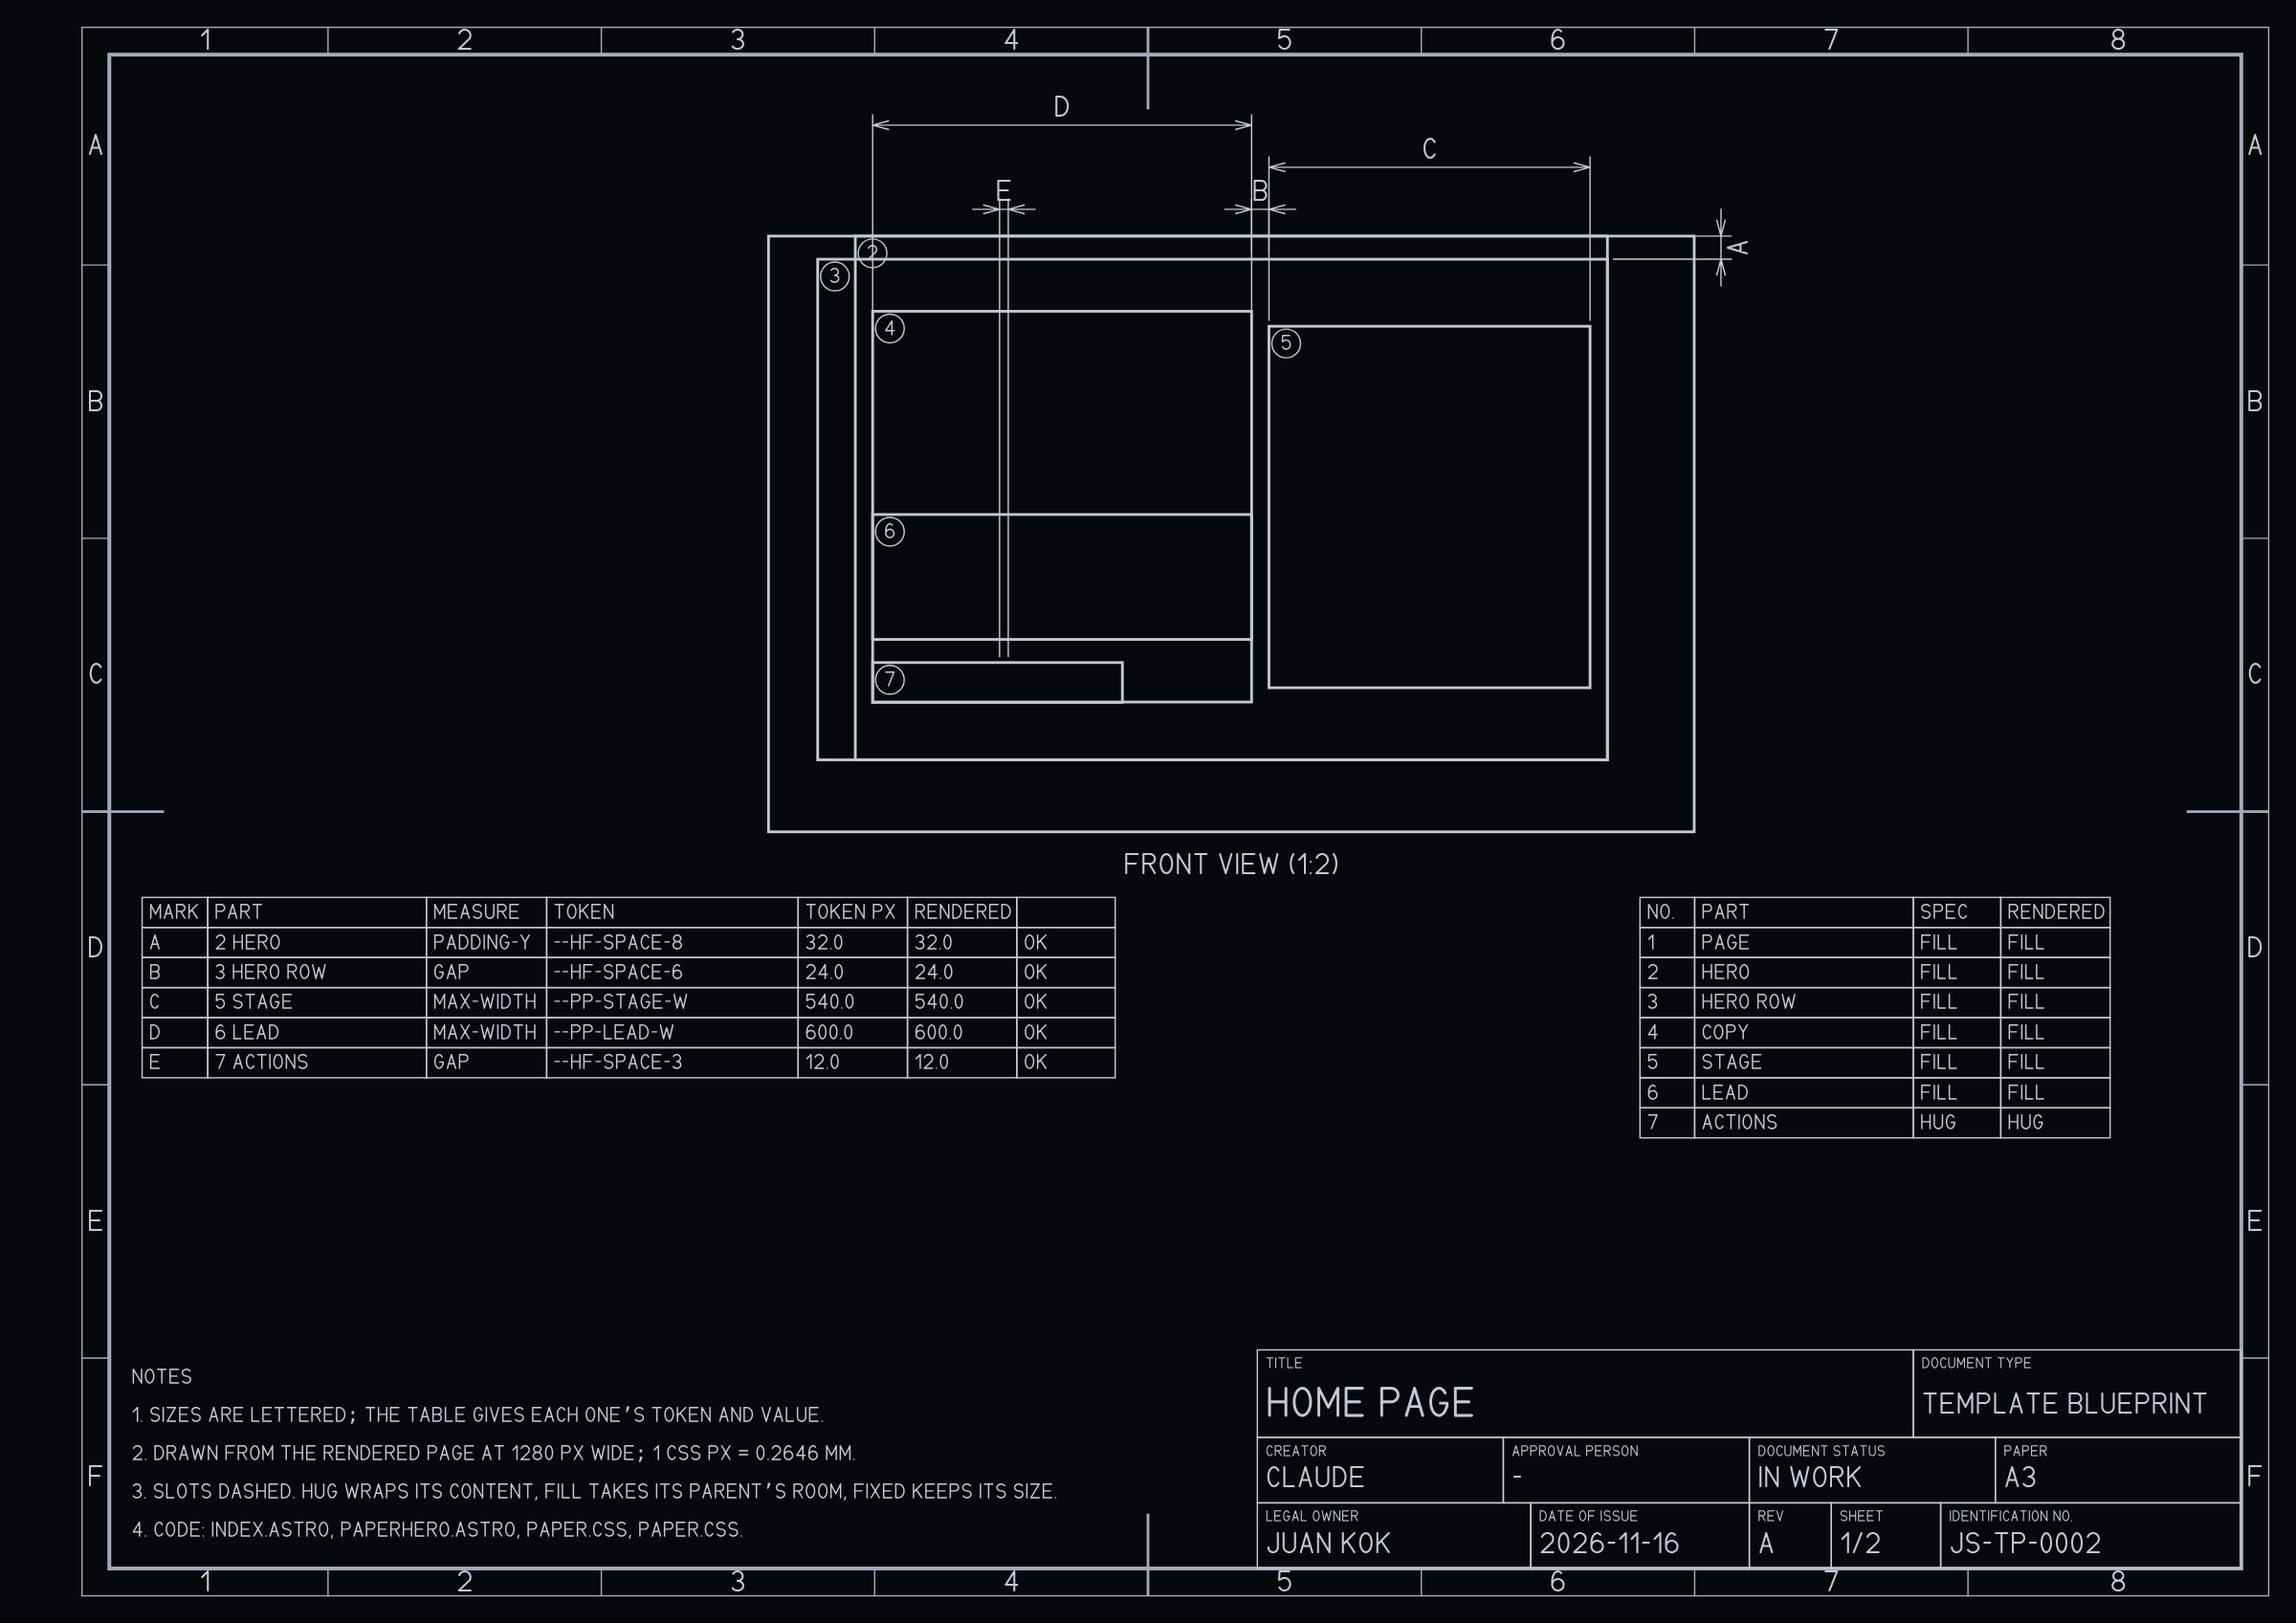 1 2 3 4 5 6 7 8
D
C
E B
A
2
3
4
5
6
7
A A
B B
C C
D D
E E
F F
FRONT VIEW (1:2)
MARK PART MEASURE TOKEN TOKEN PX RENDERED
A 2 HERO PADDING-Y --HF-SPACE-8 32.0 32.0 OK
B 3 HERO ROW GAP --HF-SPACE-6 24.0 24.0 OK
C 5 STAGE MAX-WIDTH --PP-STAGE-W 540.0 540.0 OK
D 6 LEAD MAX-WIDTH --PP-LEAD-W 600.0 600.0 OK
E 7 ACTIONS GAP --HF-SPACE-3 12.0 12.0 OK
NO. PART SPEC RENDERED
1 PAGE FILL FILL
2 HERO FILL FILL
3 HERO ROW FILL FILL
4 COPY FILL FILL
5 STAGE FILL FILL
6 LEAD FILL FILL
7 ACTIONS HUG HUG
NOTES
1. SIZES ARE LETTERED; THE TABLE GIVES EACH ONE'S TOKEN AND VALUE.
2. DRAWN FROM THE RENDERED PAGE AT 1280 PX WIDE; 1 CSS PX = 0.2646 MM.
3. SLOTS DASHED. HUG WRAPS ITS CONTENT, FILL TAKES ITS PARENT'S ROOM, FIXED KEEPS ITS SIZE.
4. CODE: INDEX.ASTRO, PAPERHERO.ASTRO, PAPER.CSS, PAPER.CSS.
TITLE DOCUMENT TYPE
HOME PAGE TEMPLATE BLUEPRINT
CREATOR APPROVAL PERSON DOCUMENT STATUS PAPER
CLAUDE - IN WORK A3
LEGAL OWNER DATE OF ISSUE REV SHEET IDENTIFICATION NO.
JUAN KOK 2026-11-16 A 1/2 JS-TP-0002
1 2 3 4 5 6 7 8